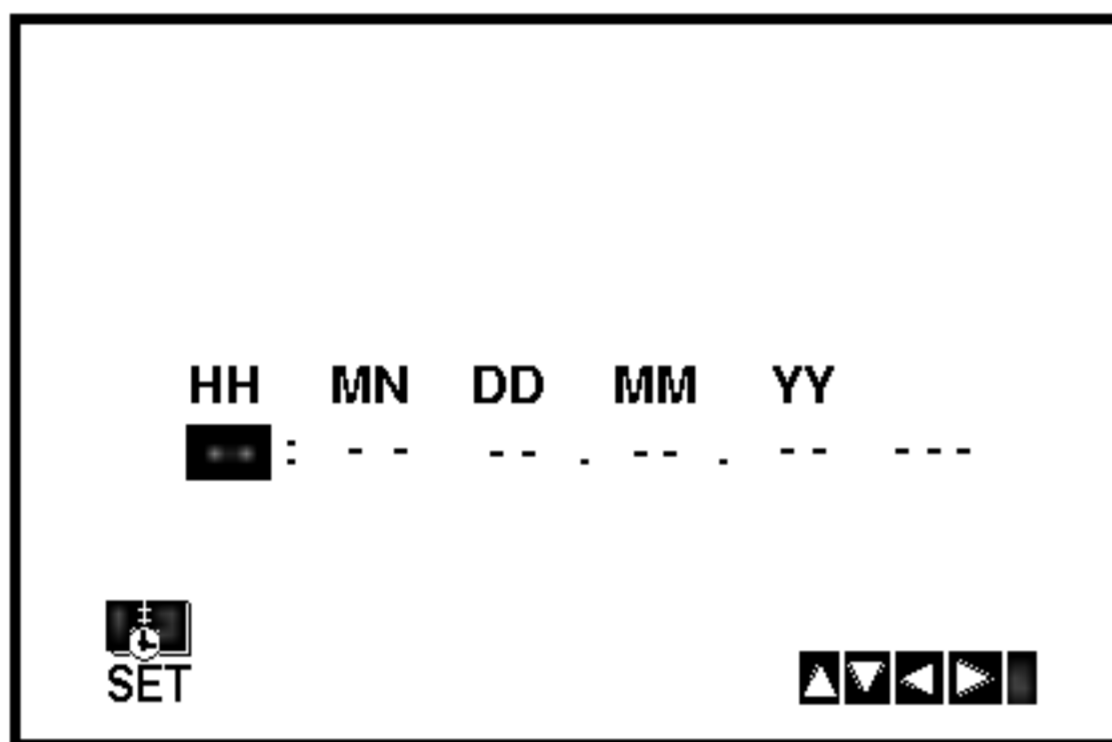 HH MN DD MM YY
-- : -- -- . -- . -- ---
SET